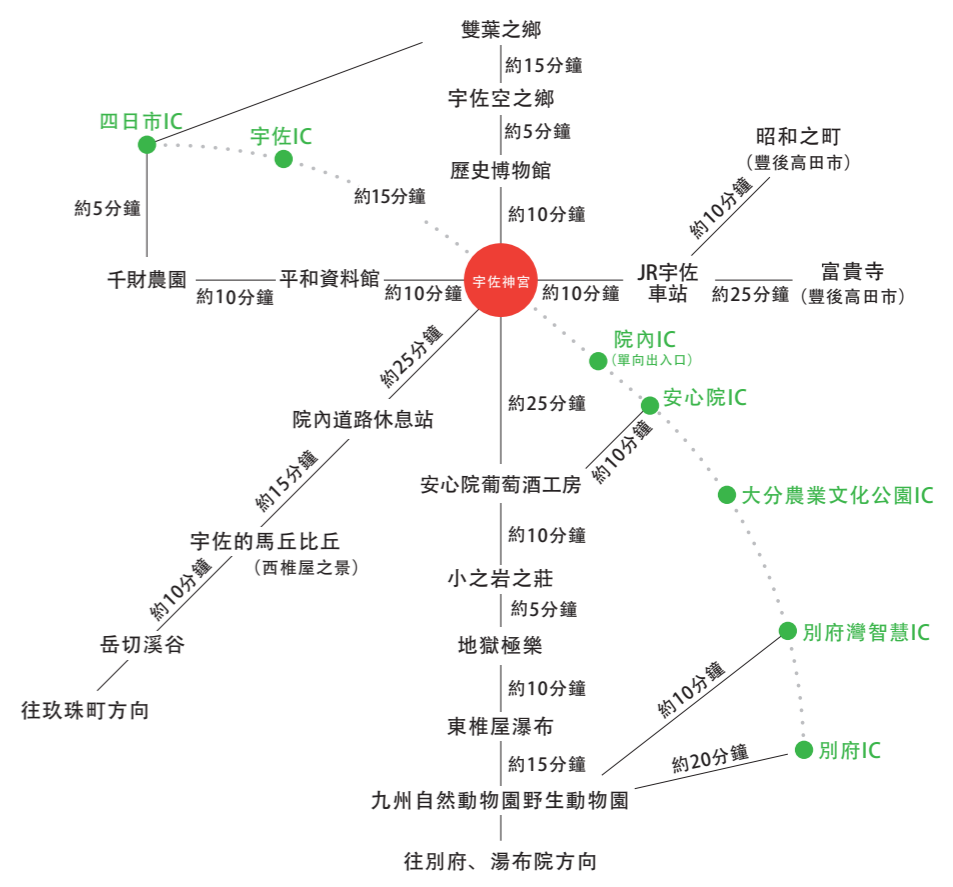 雙葉之鄉
約15分鐘
宇佐空之鄉
四日市IC
宇佐IC
約5分鐘
昭和之町
(豐後高田市)
歷史博物館
約15分鐘
約5分鐘
約10分鐘
約10分鐘
千財農園
約10分鐘
平和資料館
約10分鐘
宇佐神宮
約10分鐘
JR宇佐
車站
約25分鐘
富貴寺
(豐後高田市)
院內IC
(單向出入口)
約25分鐘
安心院IC
約25分鐘
院內道路休息站
約10分鐘
約15分鐘
安心院葡萄酒工房
大分農業文化公園IC
宇佐的馬丘比丘
(西椎屋之景)
約10分鐘
約10分鐘
小之岩之莊
約5分鐘
岳切溪谷
地獄極樂
別府灣智慧IC
約10分鐘
約10分鐘
往玖珠町方向
東椎屋瀑布
約15分鐘
約20分鐘
別府IC
九州自然動物園野生動物園
往別府、湯布院方向